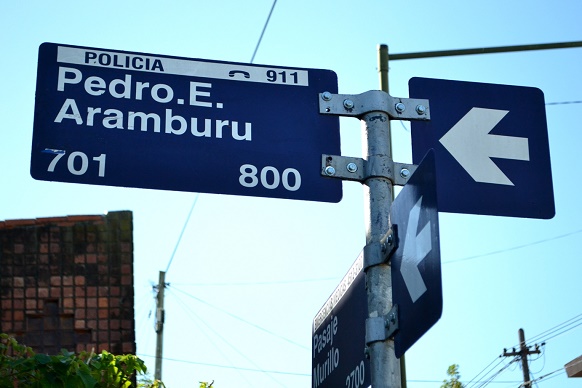 POLICIA 911
Pedro.E.
Aramburu
701 800
Pasaje
Murillo
2700